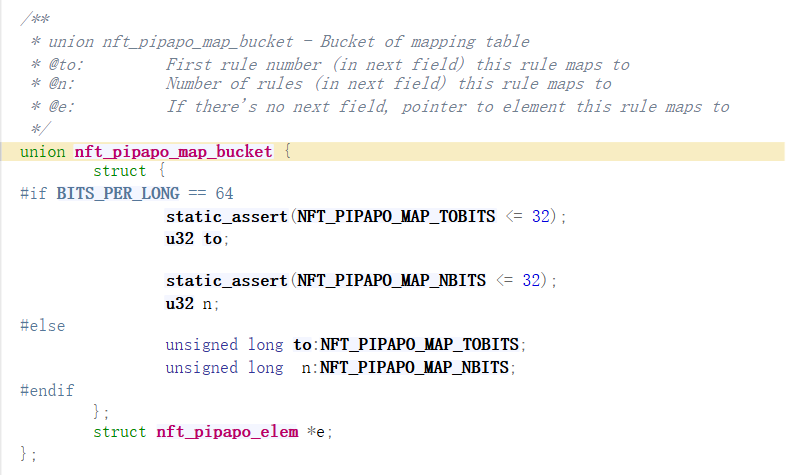 /**
 * union nft_pipapo_map_bucket - Bucket of mapping table
 * @to:         First rule number (in next field) this rule maps to
 * @n:          Number of rules (in next field) this rule maps to
 * @e:          If there's no next field, pointer to element this rule maps to
 */
union nft_pipapo_map_bucket {
        struct {
#if BITS_PER_LONG == 64
                static_assert(NFT_PIPAPO_MAP_TOBITS <= 32);
                u32 to;

                static_assert(NFT_PIPAPO_MAP_NBITS <= 32);
                u32 n;
#else
                unsigned long to:NFT_PIPAPO_MAP_TOBITS;
                unsigned long  n:NFT_PIPAPO_MAP_NBITS;
#endif
        };
        struct nft_pipapo_elem *e;
};